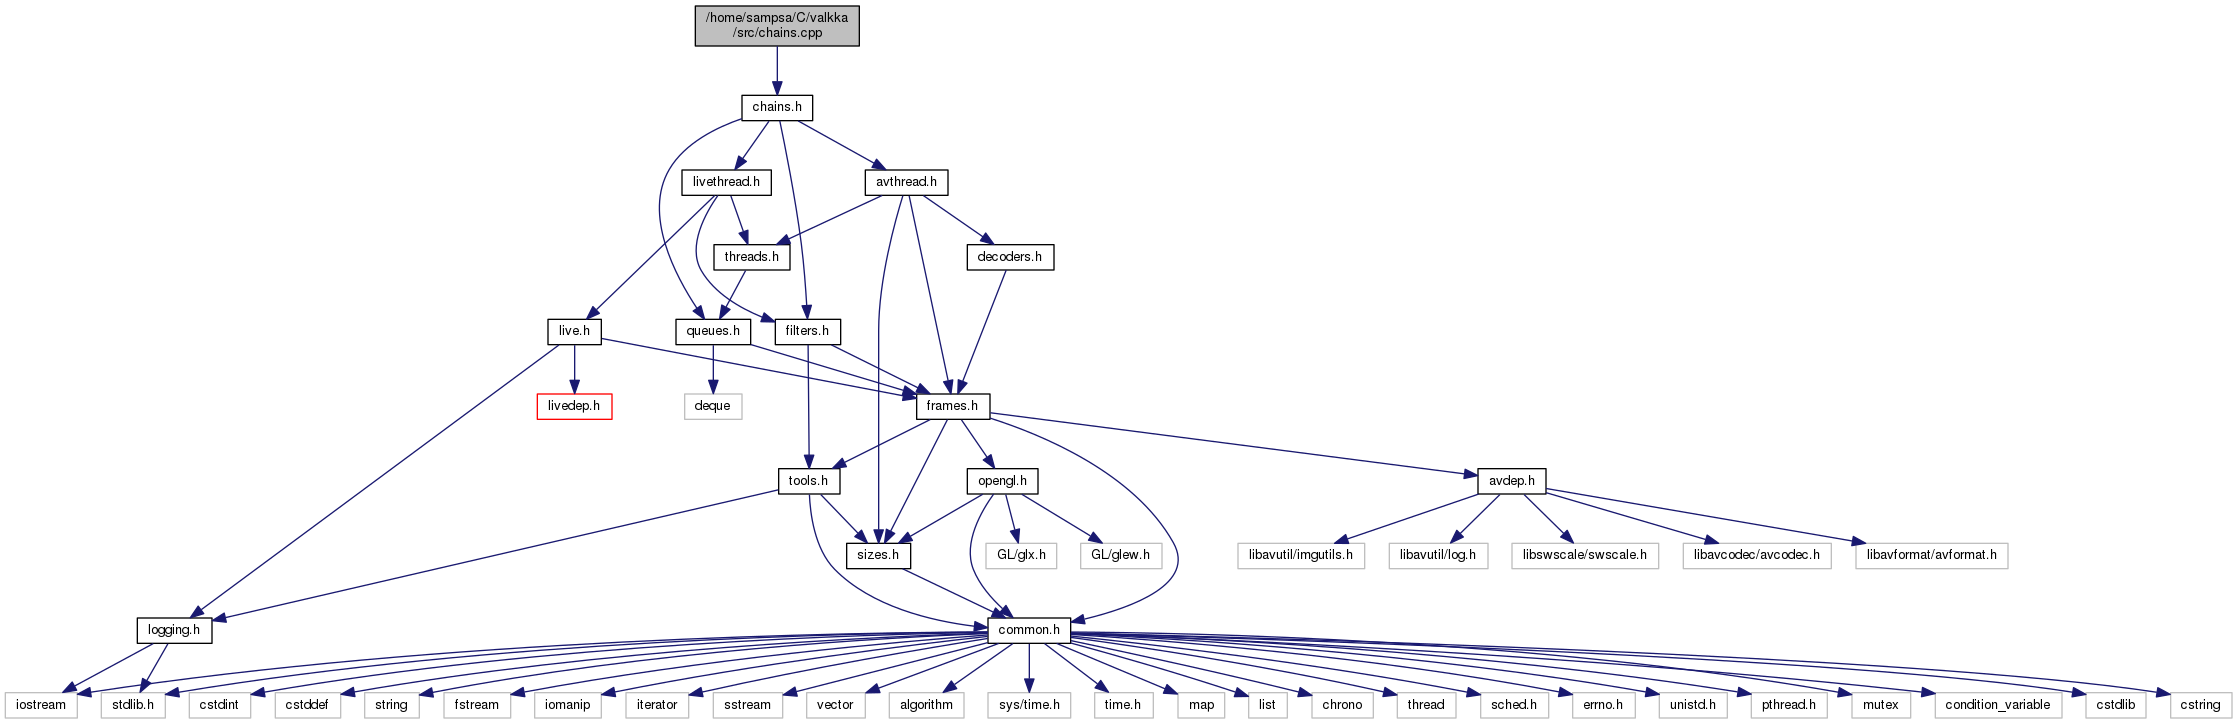 /home/sampsa/C/valkka
/src/chains.cpp
chains.h
livethread.h
avthread.h
threads.h
decoders.h
live.h
queues.h
filters.h
livedep.h
deque
frames.h
tools.h
opengl.h
avdep.h
sizes.h
GL/glx.h
GL/glew.h
libavutil/imgutils.h
libavutil/log.h
libswscale/swscale.h
libavcodec/avcodec.h
libavformat/avformat.h
logging.h
common.h
iostream
stdlib.h
cstdint
cstddef
string
fstream
iomanip
iterator
sstream
vector
algorithm
sys/time.h
time.h
map
list
chrono
thread
sched.h
errno.h
unistd.h
pthread.h
mutex
condition_variable
cstdlib
cstring